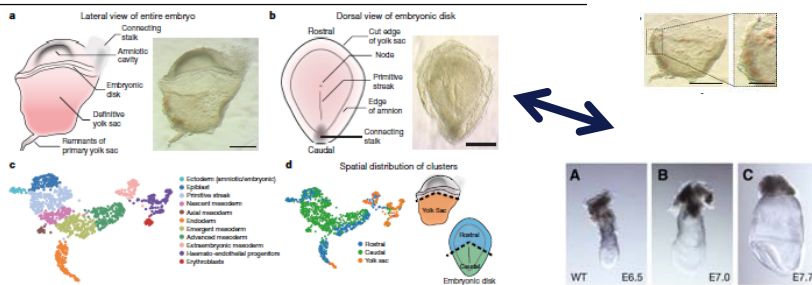 a Lateral view of entire embryo
Connecting
stalk
Amniotic
cavity
Embryonic
disk
Definitive
yolk sac
Remnants of
primary yolk sac
b Dorsal view of embryonic disk
Rostral
Cut edge
of yolk sac
Node
Primitive
streak
Edge
of amnion
Connecting
stalk
Caudal
c
Ectoderm (amniotic/embryonic)
Epiblast
Primitive streak
Nascent mesoderm
Axial mesoderm
Endoderm
Emergent mesoderm
Advanced mesoderm
Extraembryonic mesoderm
Haemato-endothelial progenitors
Erythroblasts
d Spatial distribution of clusters
Rostral
Caudal
Yolk sac
Yolk Sac
Rostral
Caudal
Embryonic disk
A
WT E6.5
B
E7.0
C
E7.7